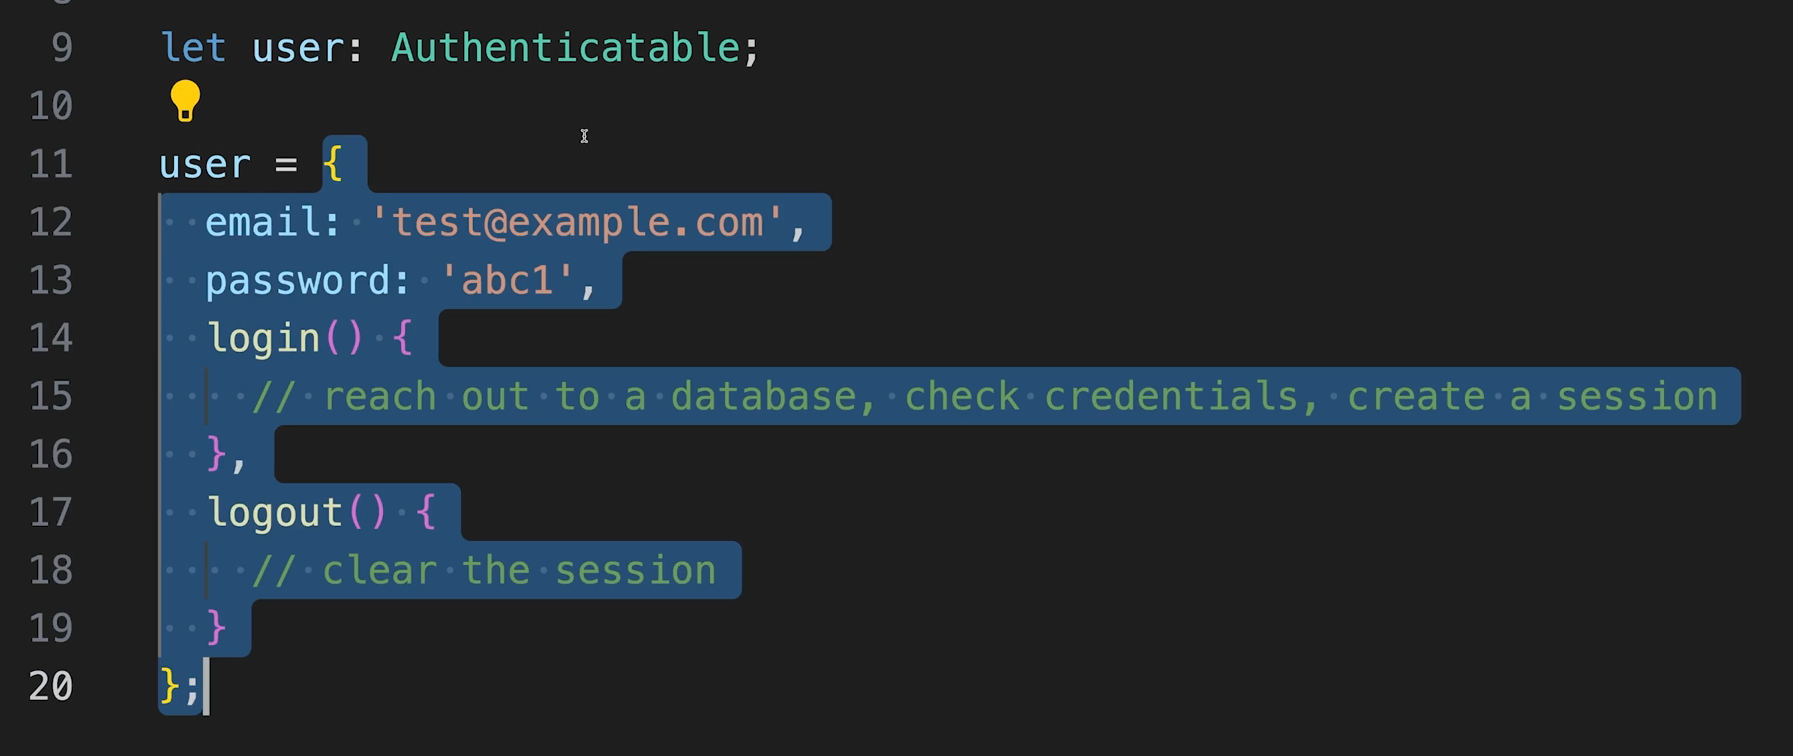 9 let user: Authenticatable;
10
11 user = {
12 email: 'test@example.com',
13 password: 'abc1',
14 login() {
15 // reach out to a database, check credentials, create a session
16 },
17 logout() {
18 // clear the session
19 }
20 };